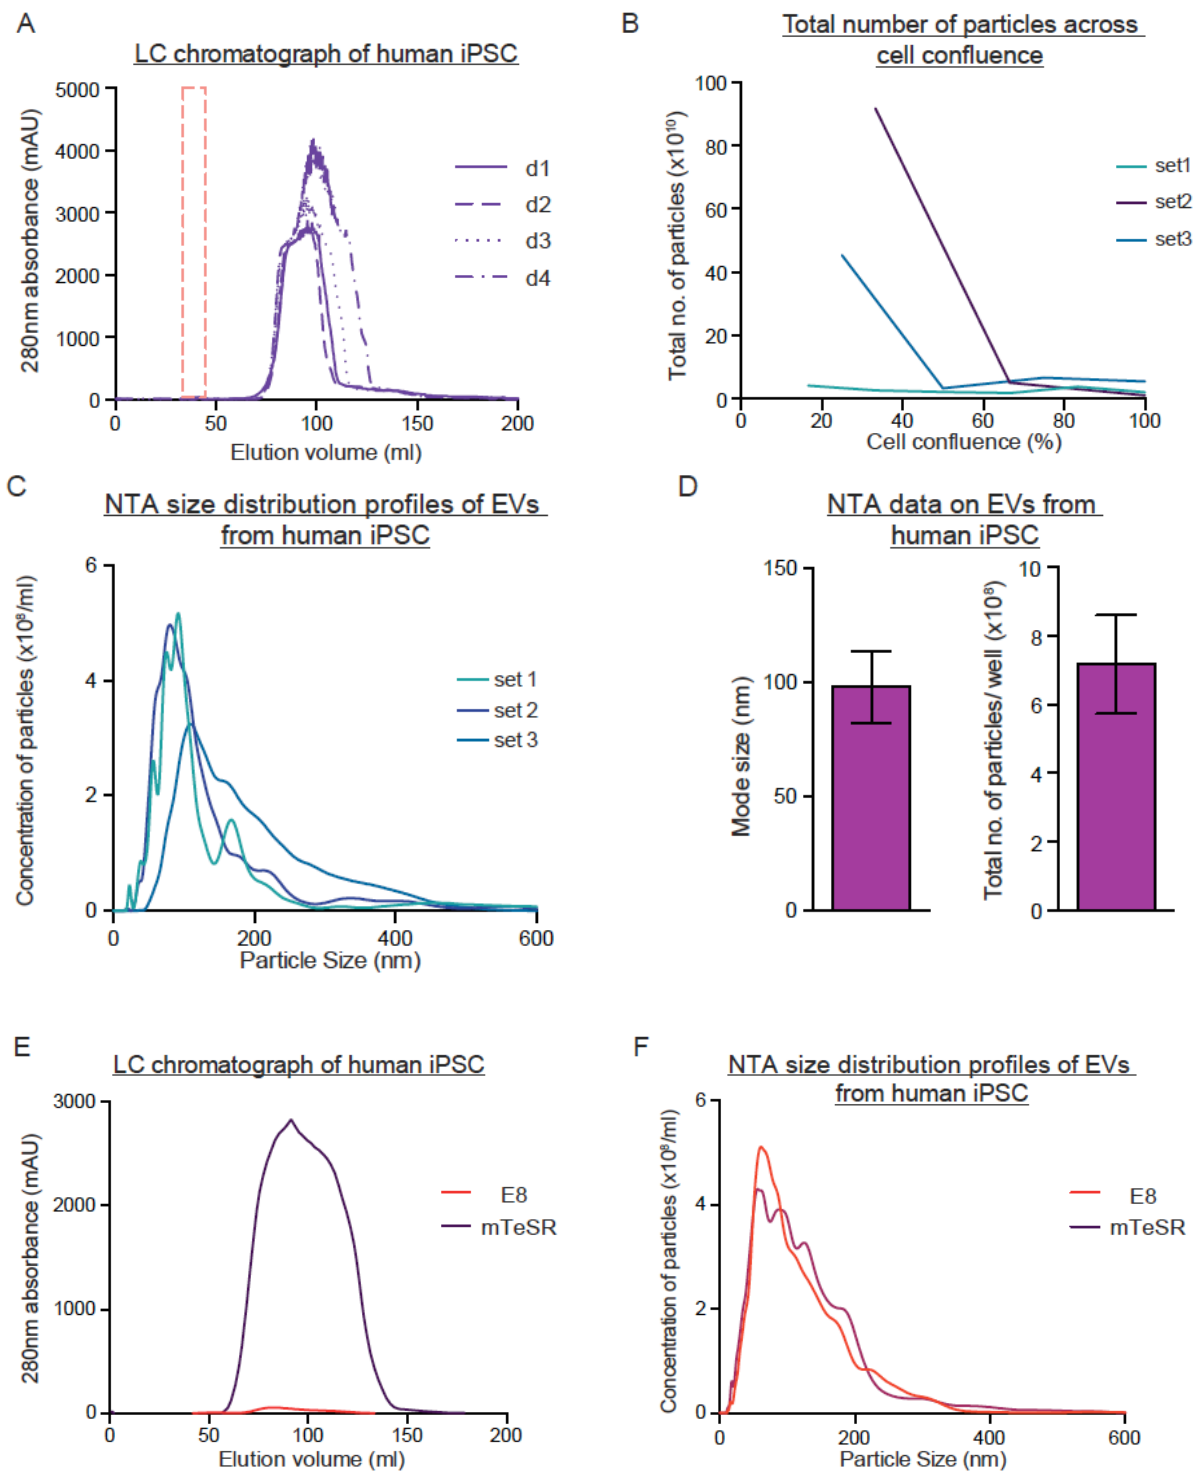 A
LC chromatograph of human iPSC
280nm absorbance (mAU)
5000
4000
3000
2000
1000
0
0 50 100 150 200
Elution volume (ml)
d1
d2
d3
d4
B
Total number of particles across
cell confluence
Total no. of particles (x10¹⁰)
100
80
60
40
20
0
0 20 40 60 80 100
Cell confluence (%)
set1
set2
set3
C
NTA size distribution profiles of EVs
from human iPSC
Concentration of particles (x10⁸/ml)
6
4
2
0
0 200 400 600
Particle Size (nm)
set 1
set 2
set 3
D
NTA data on EVs from
human iPSC
Mode size (nm)
150
100
50
0
Total no. of particles/ well (x10⁸)
10
8
6
4
2
0
E
LC chromatograph of human iPSC
280nm absorbance (mAU)
3000
2000
1000
0
0 50 100 150 200
Elution volume (ml)
E8
mTeSR
F
NTA size distribution profiles of EVs
from human iPSC
Concentration of particles (x10⁸/ml)
6
4
2
0
0 200 400 600
Particle Size (nm)
E8
mTeSR